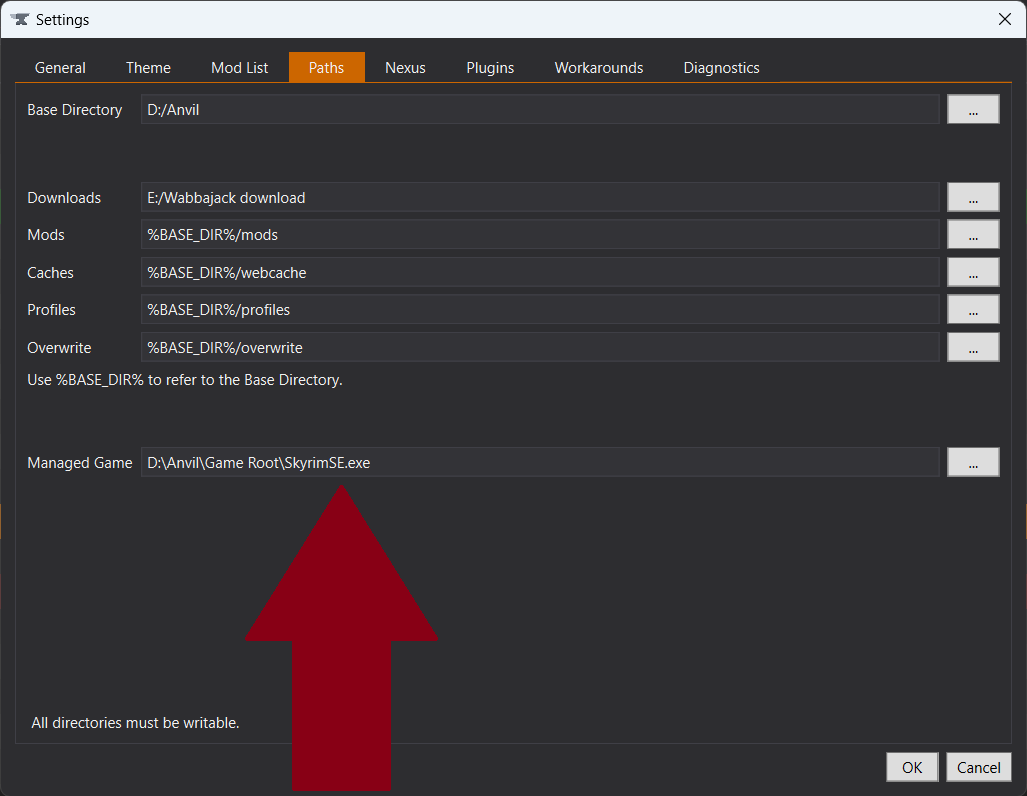 Settings
General Theme Mod List Paths Nexus Plugins Workarounds Diagnostics
Base Directory D:/Anvil ...
Downloads E:/Wabbajack download ...
Mods %BASE_DIR%/mods ...
Caches %BASE_DIR%/webcache ...
Profiles %BASE_DIR%/profiles ...
Overwrite %BASE_DIR%/overwrite ...
Use %BASE_DIR% to refer to the Base Directory.
Managed Game D:\Anvil\Game Root\SkyrimSE.exe ...
All directories must be writable.
OK Cancel